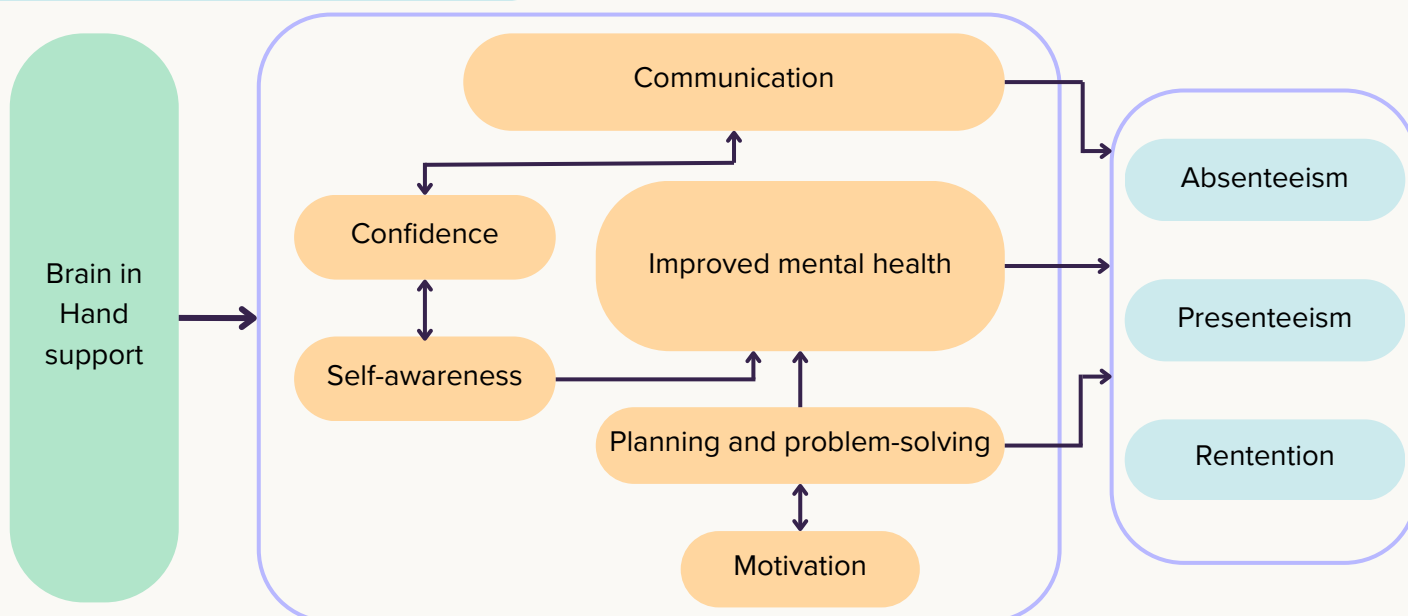 Brain in
Hand
support
Communication
Confidence
Improved mental health
Self-awareness
Planning and problem-solving
Motivation
Absenteeism
Presenteeism
Rentention